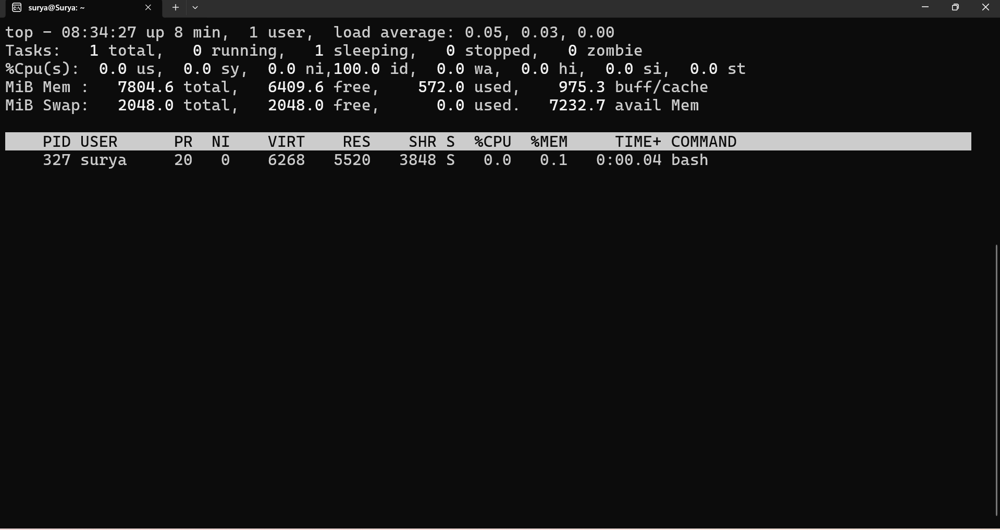 surya@Surya: ~
top - 08:34:27 up 8 min,  1 user,  load average: 0.05, 0.03, 0.00
Tasks:   1 total,   0 running,   1 sleeping,   0 stopped,   0 zombie
%Cpu(s):  0.0 us,  0.0 sy,  0.0 ni,100.0 id,  0.0 wa,  0.0 hi,  0.0 si,  0.0 st
MiB Mem :   7804.6 total,   6409.6 free,    572.0 used,    975.3 buff/cache
MiB Swap:   2048.0 total,   2048.0 free,      0.0 used.   7232.7 avail Mem
    PID USER      PR  NI    VIRT    RES    SHR S  %CPU  %MEM     TIME+ COMMAND
    327 surya     20   0    6268   5520   3848 S   0.0   0.1   0:00.04 bash